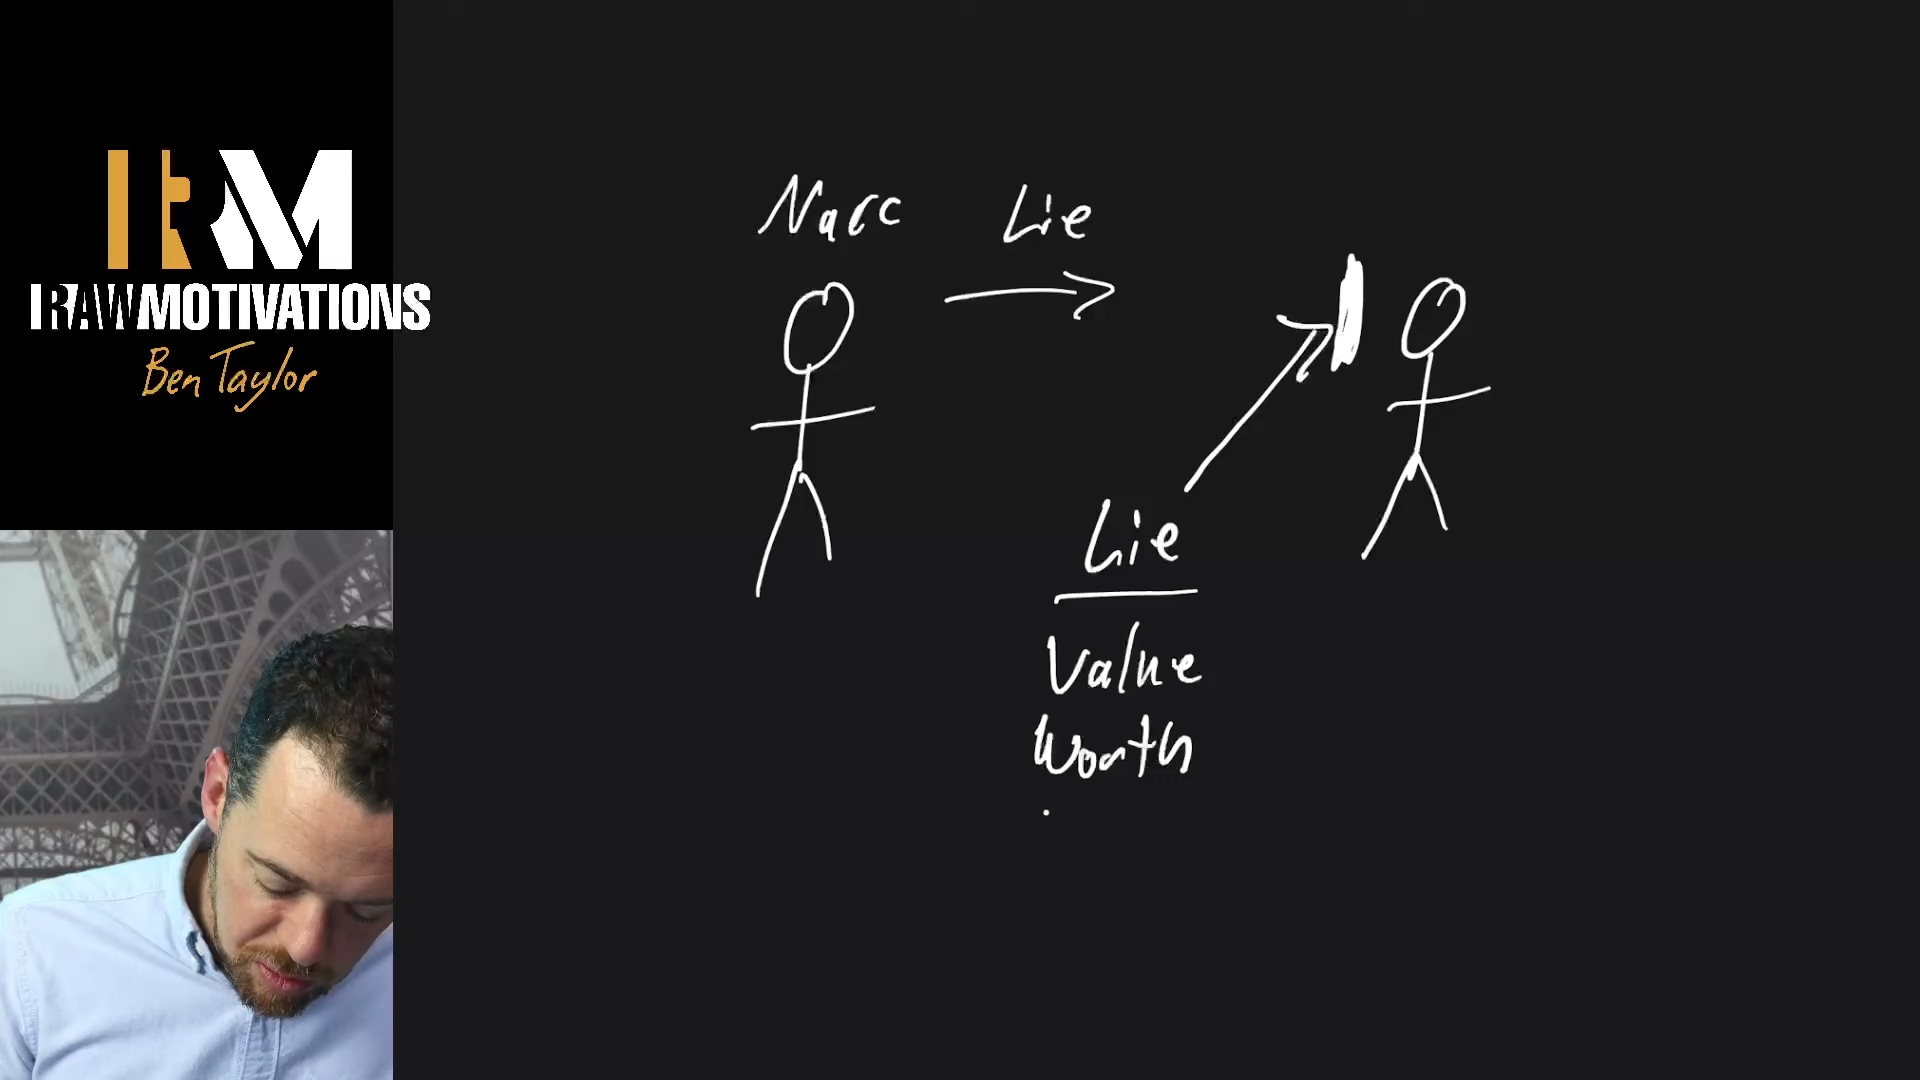 RM
RAWMOTIVATIONS
Ben Taylor
Narc Lie
Lie
Value
Worth